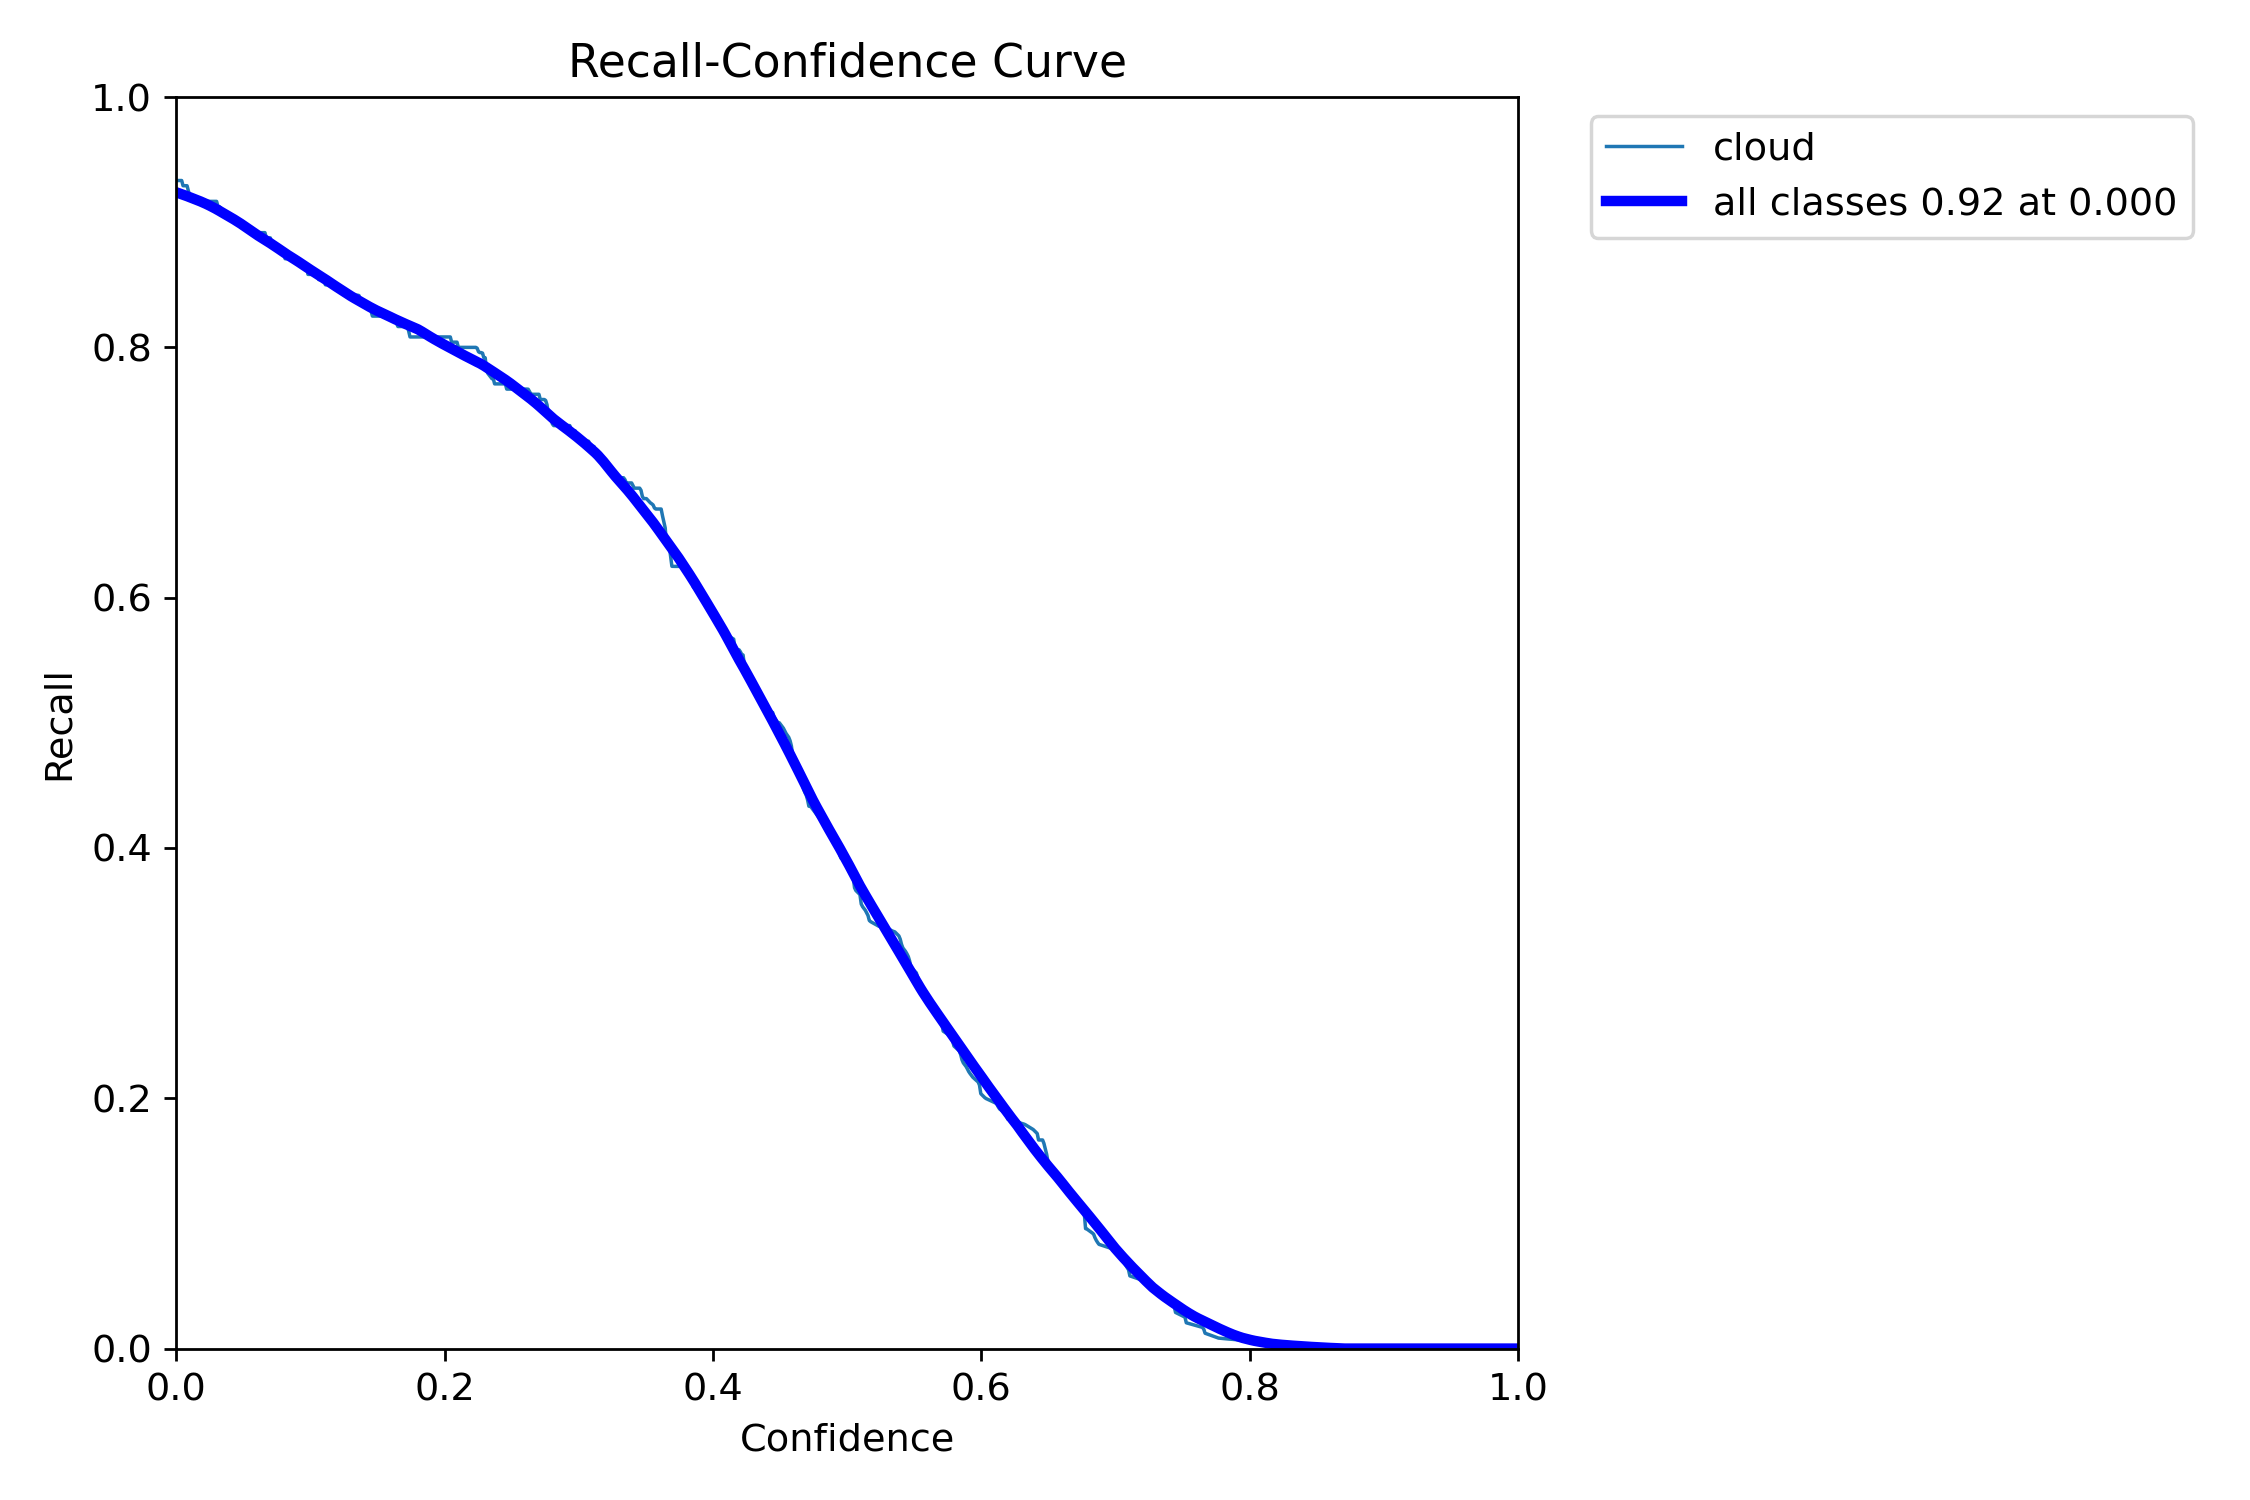 Recall-Confidence Curve
1.0
0.8
0.6
0.4
0.2
0.0
Recall
0.0 0.2 0.4 0.6 0.8 1.0
Confidence
cloud
all classes 0.92 at 0.000